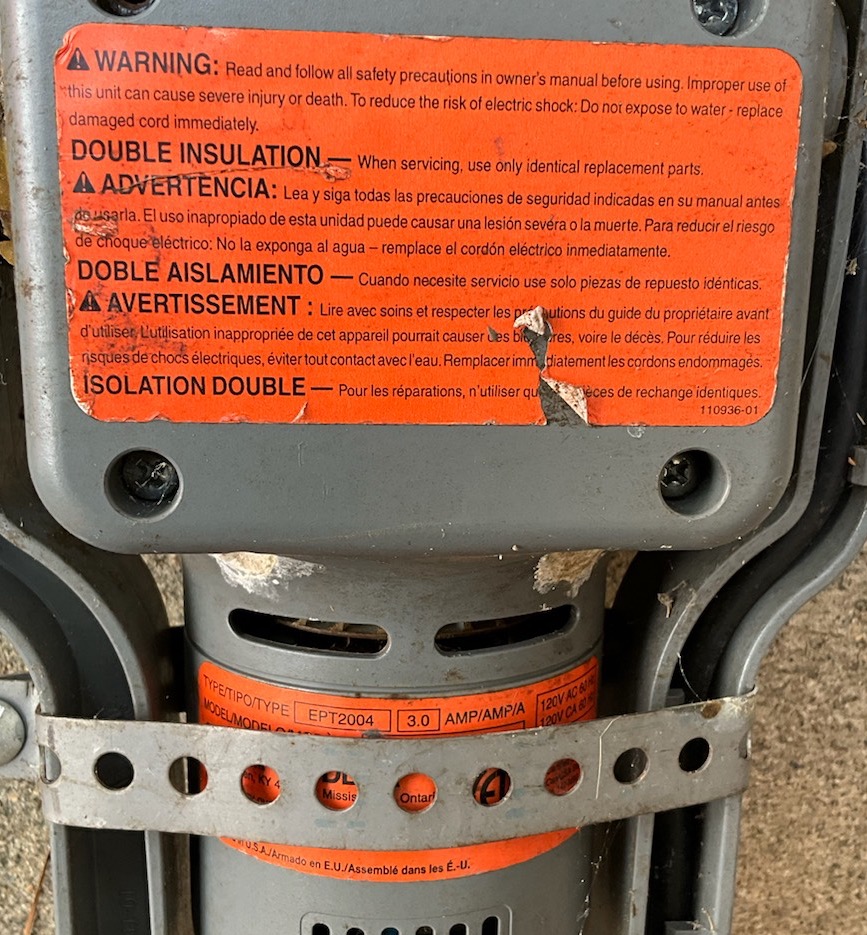 ⚠ WARNING: Read and follow all safety precautions in owner's manual before using. Improper use of
this unit can cause severe injury or death. To reduce the risk of electric shock: Do not expose to water - replace
damaged cord immediately.
DOUBLE INSULATION — When servicing, use only identical replacement parts.
⚠ ADVERTENCIA: Lea y siga todas las precauciones de seguridad indicadas en su manual antes
de usarla. El uso inapropiado de esta unidad puede causar una lesión severa o la muerte. Para reducir el riesgo
de choque eléctrico: No la exponga al agua – remplace el cordón eléctrico inmediatamente.
DOBLE AISLAMIENTO — Cuando necesite servicio use solo piezas de repuesto idénticas.
⚠ AVERTISSEMENT : Lire avec soins et respecter les utions du guide du propriétaire avant
d'utiliser. L'utilisation inappropriée de cet appareil pourrait causer res, voire le décès. Pour réduire les
risques de chocs électriques, éviter tout contact avec l'eau. Remplacer immédiatement les cordons endommagés.
ISOLATION DOUBLE — Pour les réparations, n'utiliser qu èces de rechange identiques.
110936-01
TYPE/TIPO/TYPE EPT2004 3.0 AMP/AMP/A 120V AC 60
MODEL/MODELO 120V CA 60
on, KY 4
Missis
Ontar
U.S.A./Armado en E.U./Assemblé dans les É.-U.